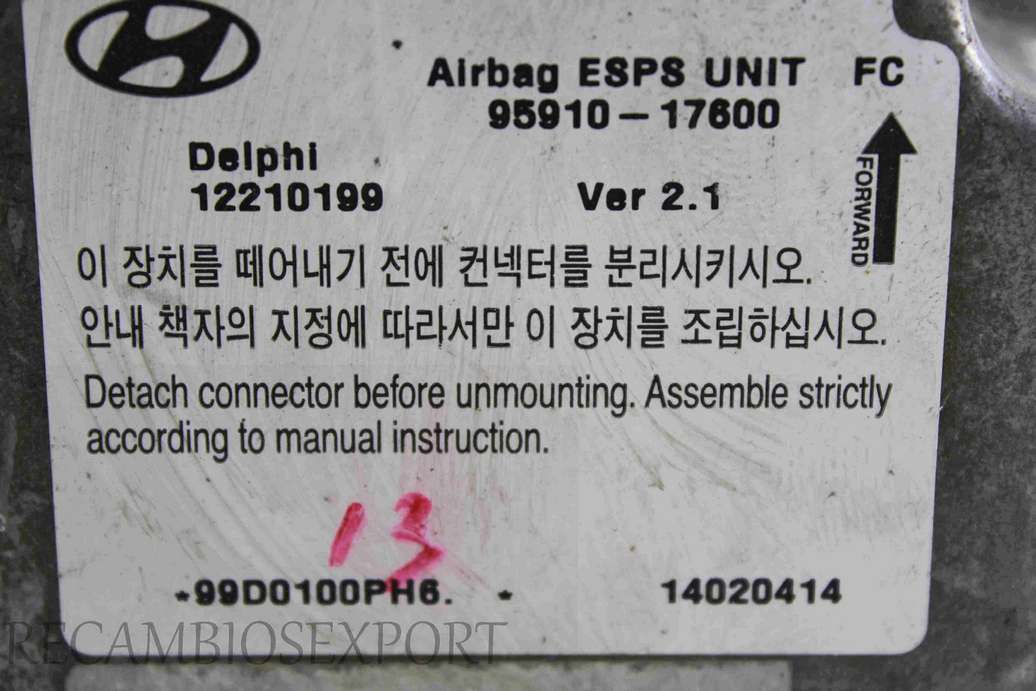 Airbag ESPS UNIT FC
95910-17600
Delphi
12210199 Ver 2.1
FORWARD
이 장치를 떼어내기 전에 컨넥터를 분리시키시오.
안내 책자의 지정에 따라서만 이 장치를 조립하십시오.
Detach connector before unmounting. Assemble strictly
according to manual instruction.
13
*99D0100PH6. * 14020414
RECAMBIOSEXPORT